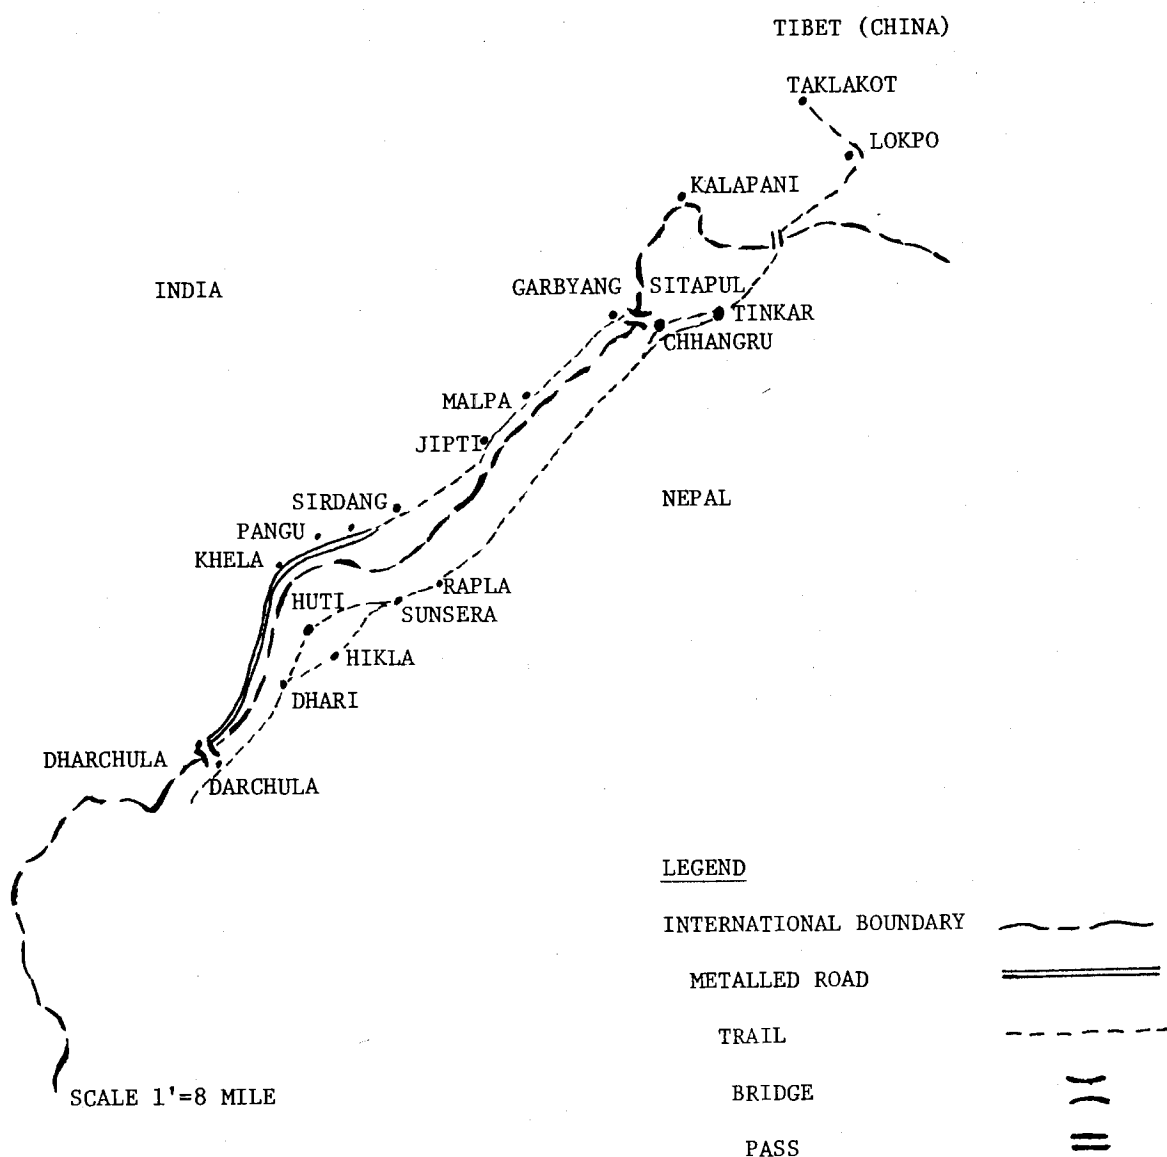 TIBET (CHINA)
TAKLAKOT
LOKPO
KALAPANI
INDIA
GARBYANG
SITAPUL
TINKAR
CHHANGRU
MALPA
JIPTI
SIRDANG
NEPAL
PANGU
KHELA
RAPLA
HUTI
SUNSERA
HIKLA
DHARI
DHARCHULA
DARCHULA
LEGEND
INTERNATIONAL BOUNDARY
METALLED ROAD
TRAIL
BRIDGE
PASS
SCALE 1'=8 MILE